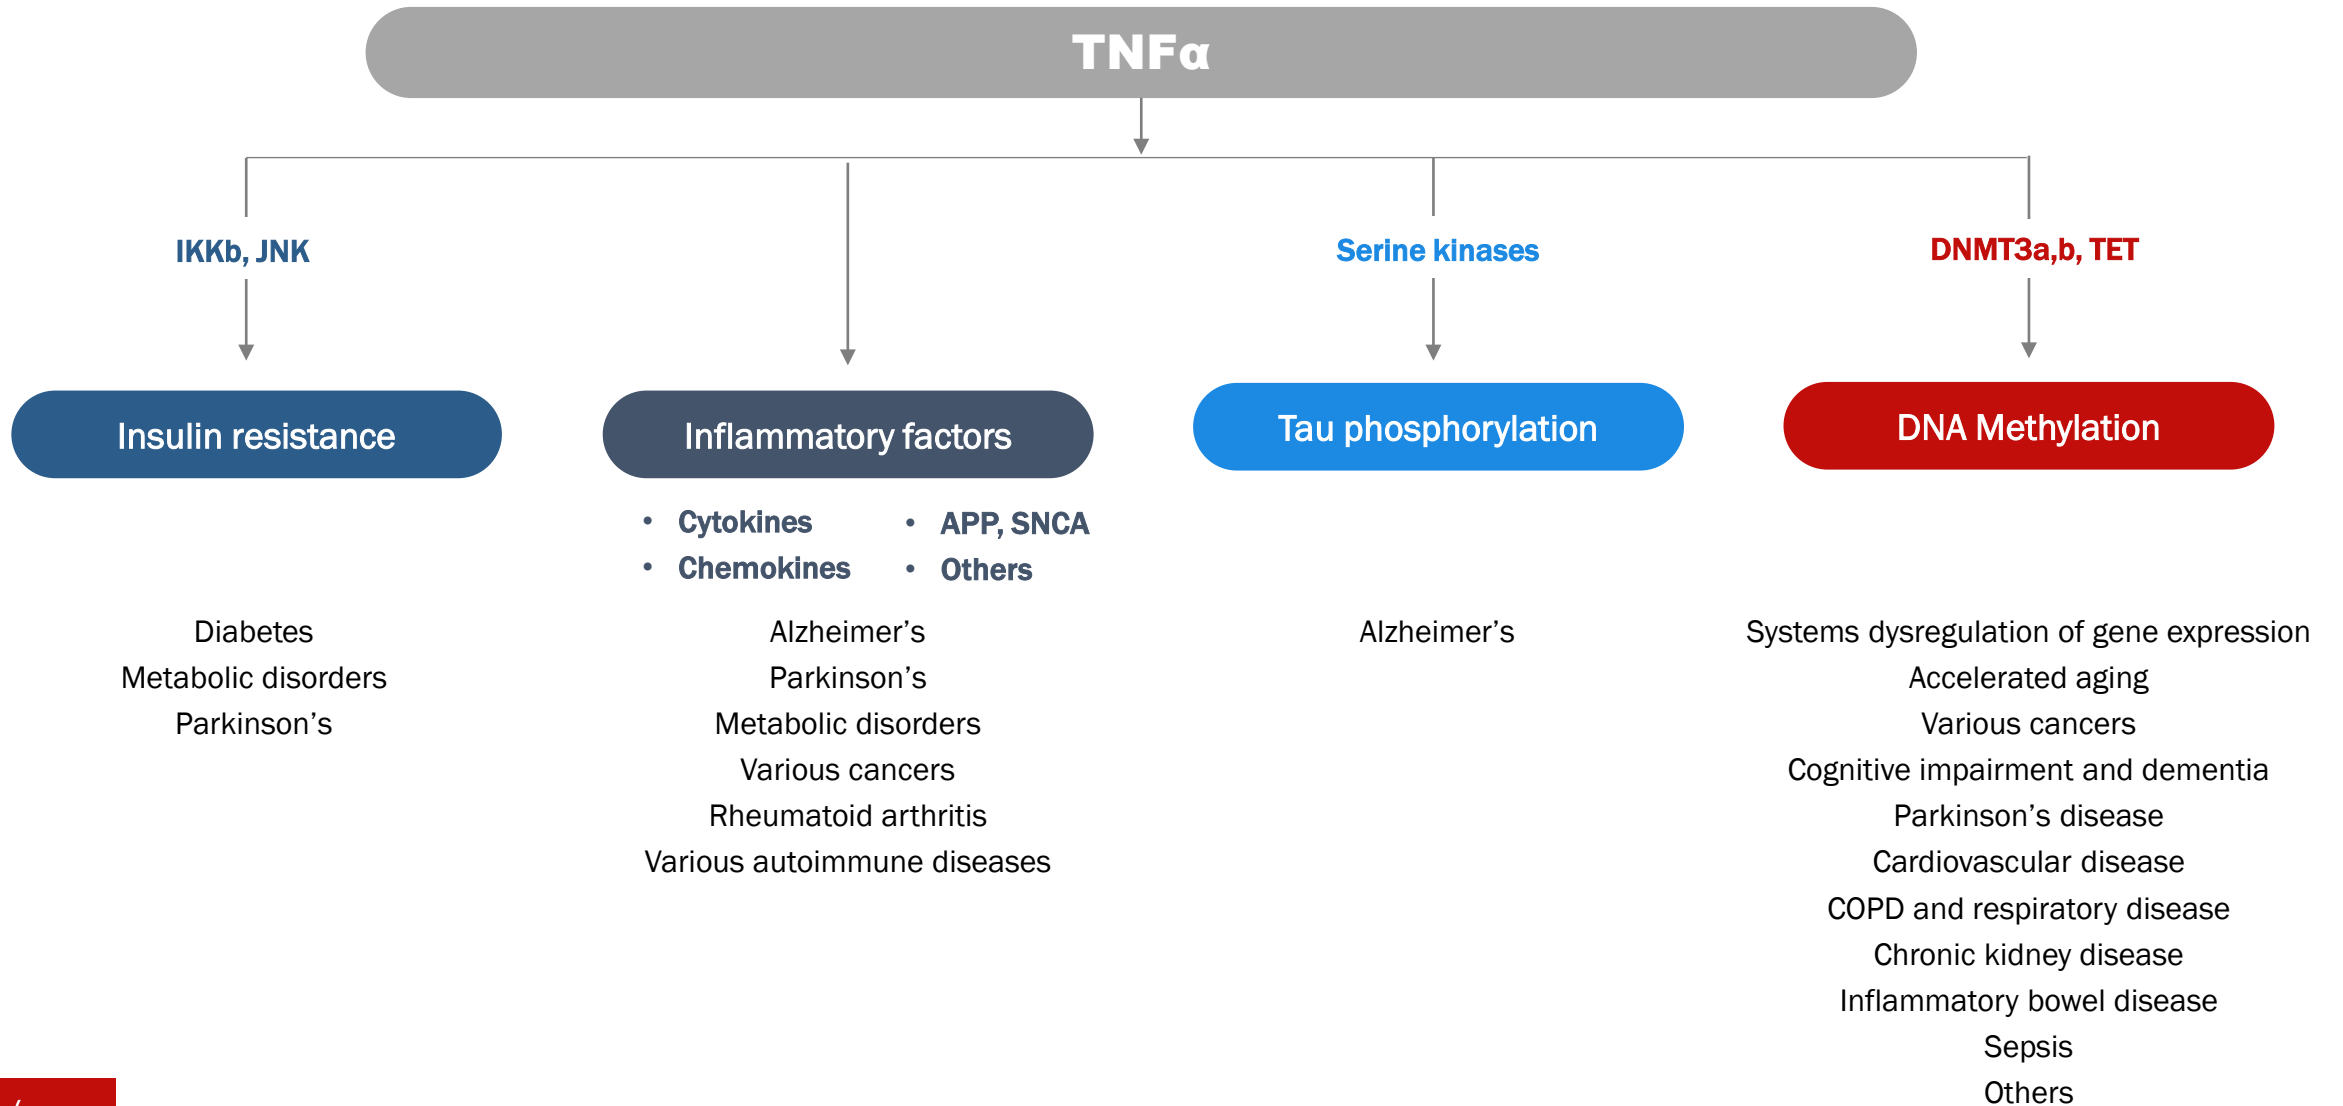 TNFα
IKKb, JNK
Serine kinases
DNMT3a,b, TET
Insulin resistance
Inflammatory factors
Tau phosphorylation
DNA Methylation
• Cytokines
• Chemokines
• APP, SNCA
• Others
Diabetes
Metabolic disorders
Parkinson’s
Alzheimer’s
Parkinson’s
Metabolic disorders
Various cancers
Rheumatoid arthritis
Various autoimmune diseases
Alzheimer’s
Systems dysregulation of gene expression
Accelerated aging
Various cancers
Cognitive impairment and dementia
Parkinson’s disease
Cardiovascular disease
COPD and respiratory disease
Chronic kidney disease
Inflammatory bowel disease
Sepsis
Others